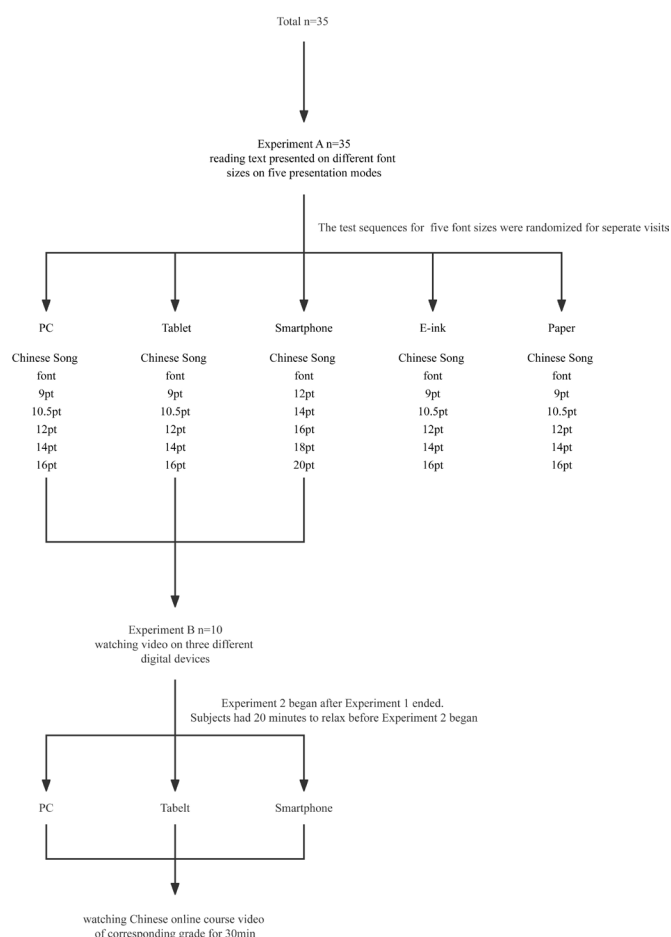 Total n=35
Experiment A n=35
reading text presented on different font
sizes on five presentation modes
The test sequences for five font sizes were randomized for seperate visits
PC
Tablet
Smartphone
E-ink
Paper
Chinese Song
font
9pt
10.5pt
12pt
14pt
16pt
Chinese Song
font
9pt
10.5pt
12pt
14pt
16pt
Chinese Song
font
12pt
14pt
16pt
18pt
20pt
Chinese Song
font
9pt
10.5pt
12pt
14pt
16pt
Chinese Song
font
9pt
10.5pt
12pt
14pt
16pt
Experiment B n=10
watching video on three different
digital devices
Experiment 2 began after Experiment 1 ended.
Subjects had 20 minutes to relax before Experiment 2 began
PC
Tabelt
Smartphone
watching Chinese online course video
of corresponding grade for 30min